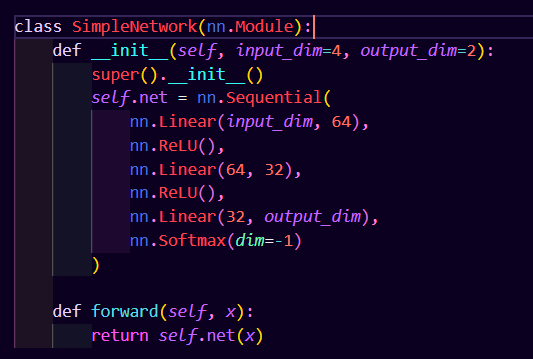 class SimpleNetwork(nn.Module):
    def __init__(self, input_dim=4, output_dim=2):
        super().__init__()
        self.net = nn.Sequential(
            nn.Linear(input_dim, 64),
            nn.ReLU(),
            nn.Linear(64, 32),
            nn.ReLU(),
            nn.Linear(32, output_dim),
            nn.Softmax(dim=-1)
        )
    def forward(self, x):
        return self.net(x)